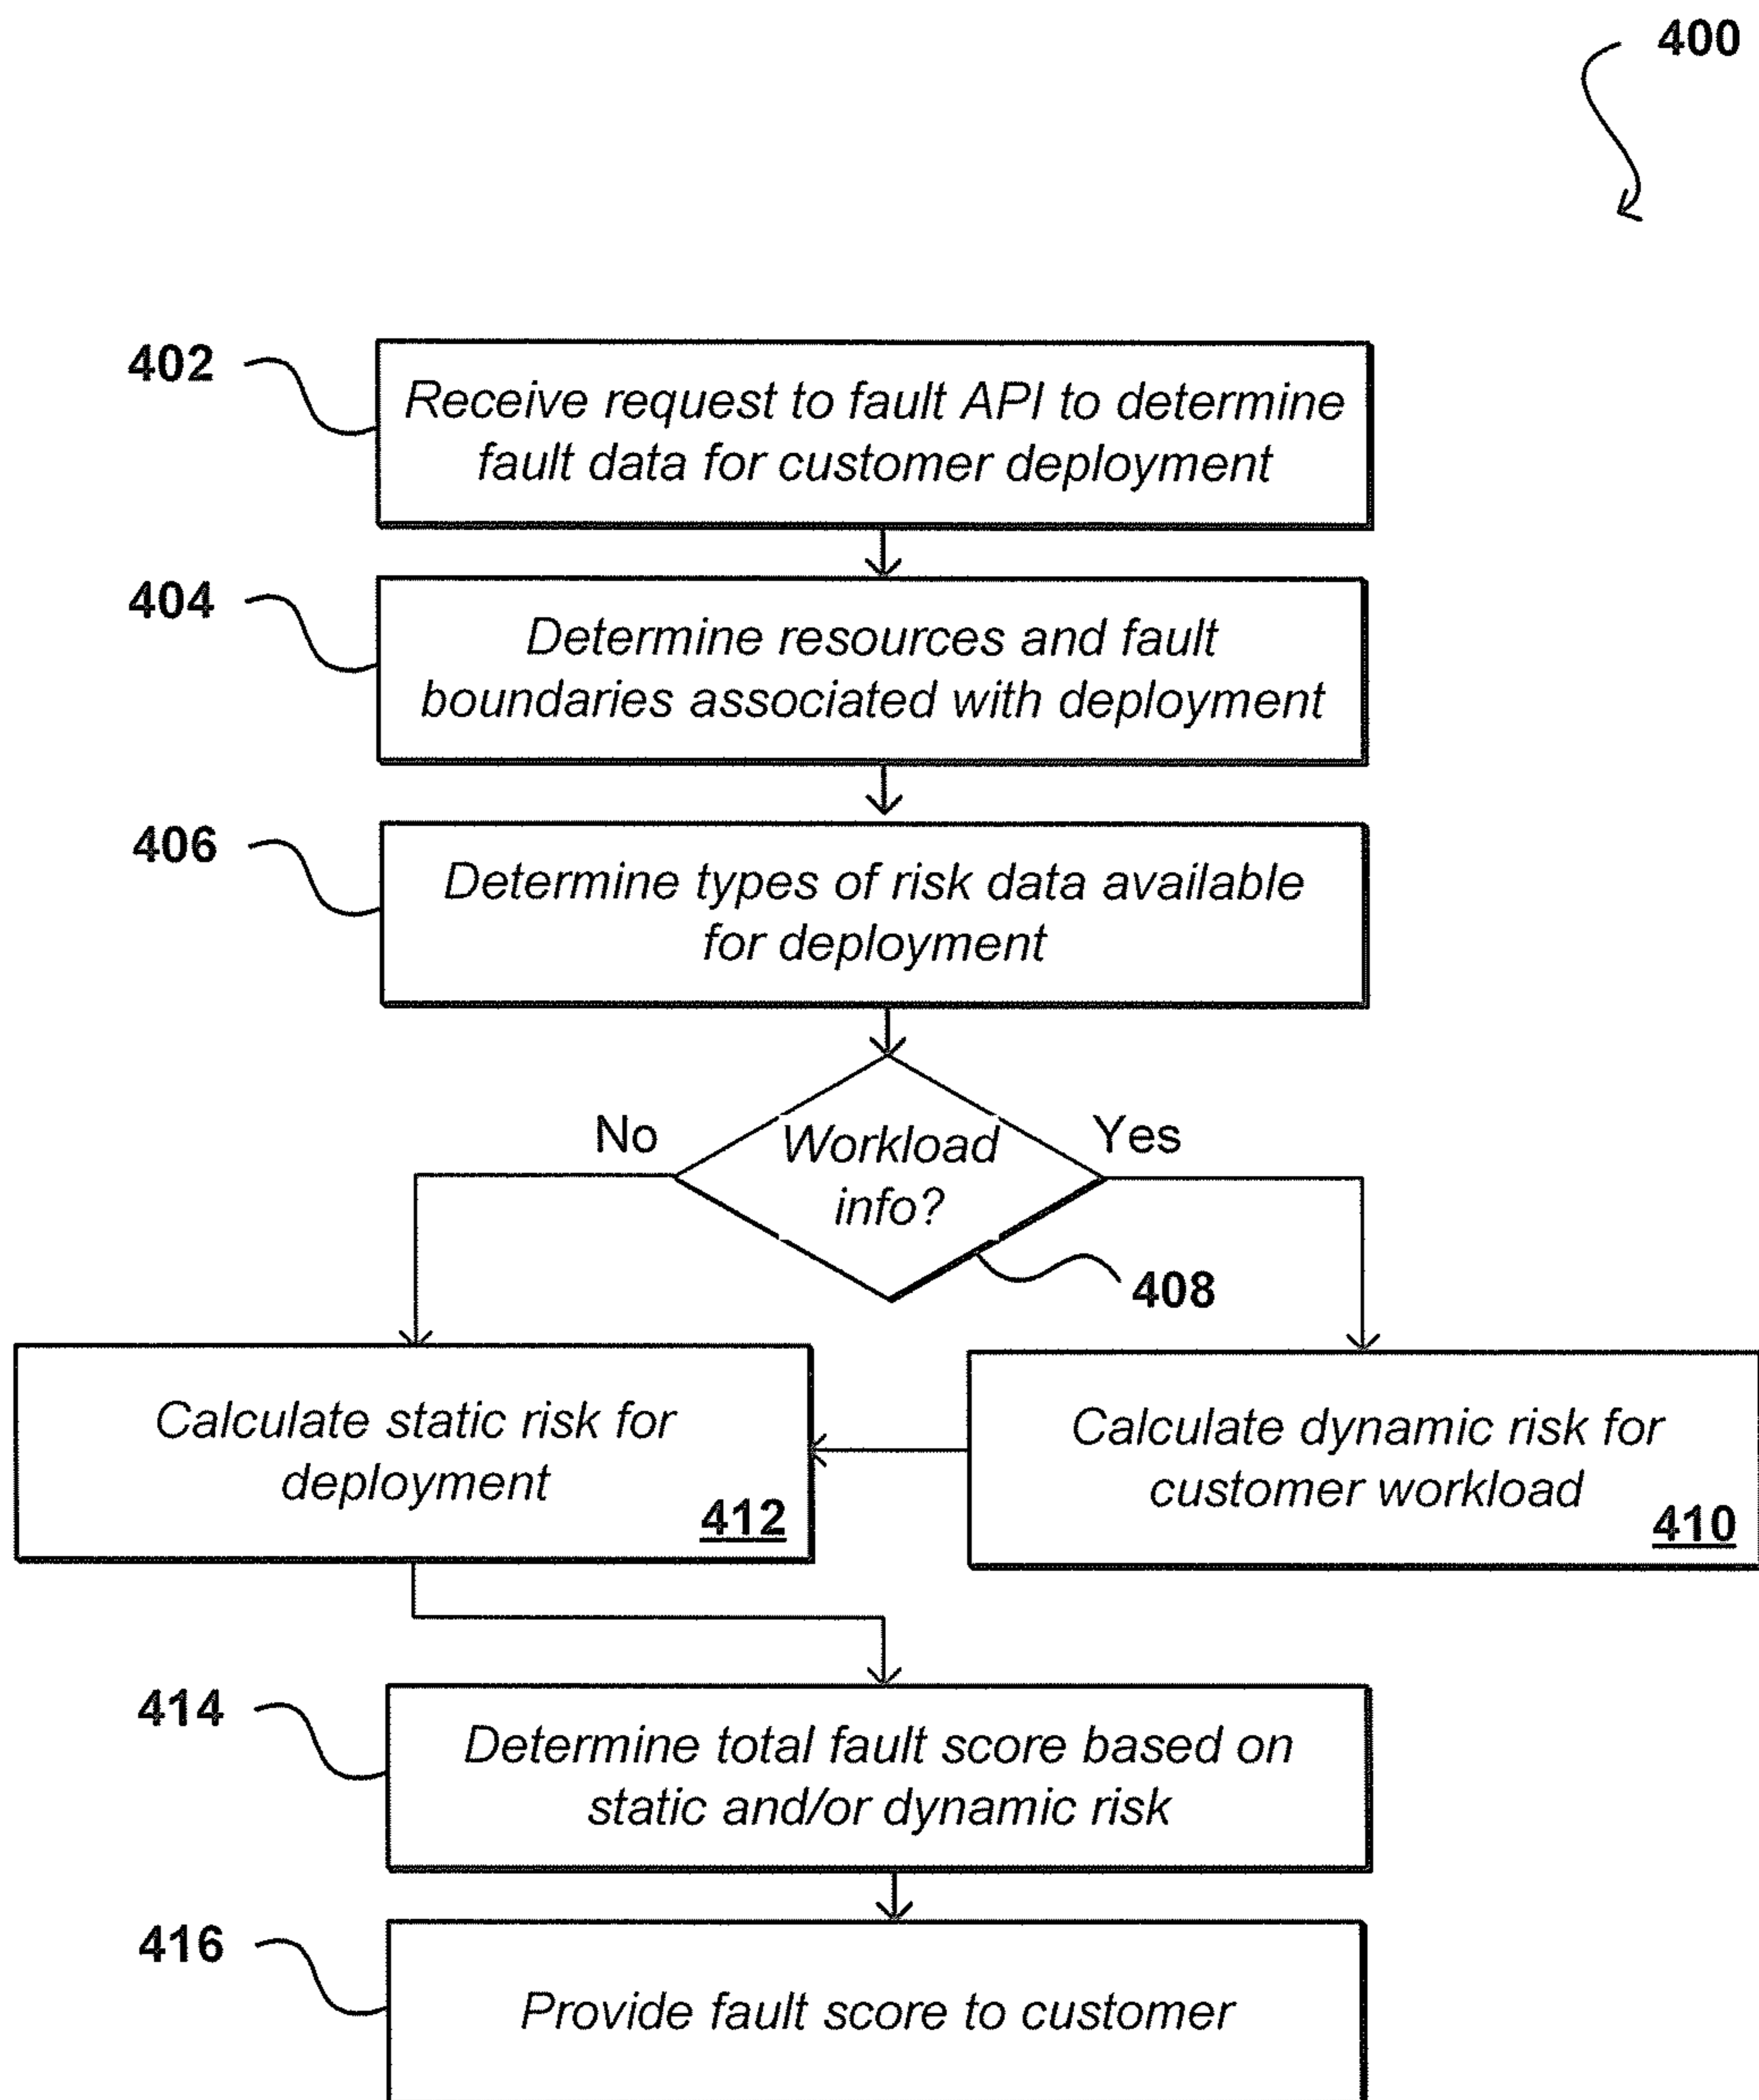 400
402
Receive request to fault API to determine
fault data for customer deployment
404
Determine resources and fault
boundaries associated with deployment
406
Determine types of risk data available
for deployment
No
Workload
info?
Yes
408
Calculate static risk for
deployment
412
Calculate dynamic risk for
customer workload
410
414
Determine total fault score based on
static and/or dynamic risk
416
Provide fault score to customer